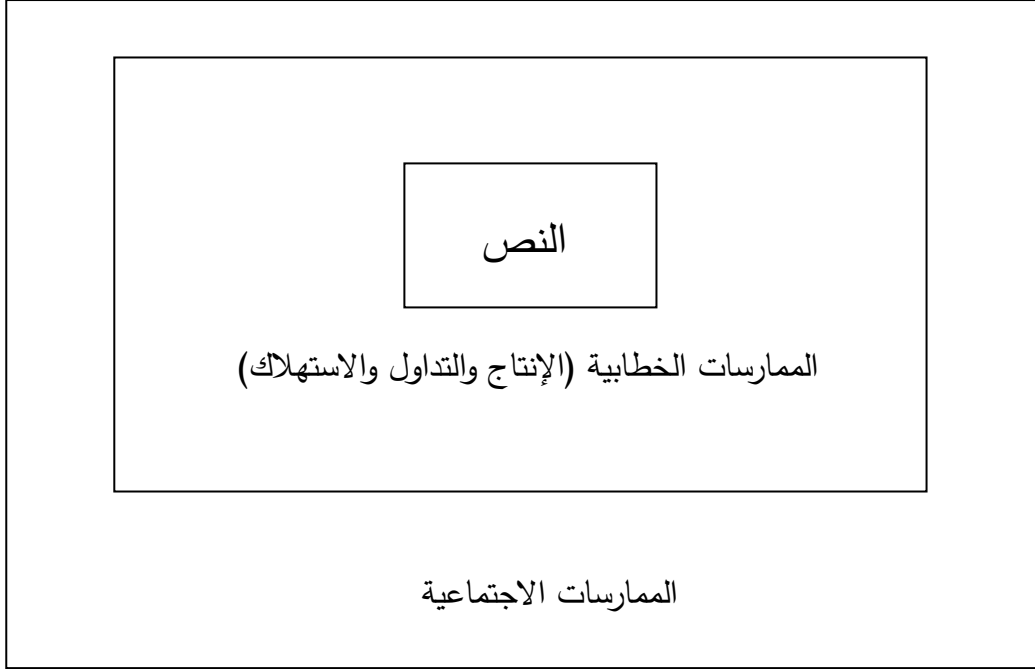 النص
الممارسات الخطابية (الإنتاج والتداول والاستهلاك)
الممارسات الاجتماعية